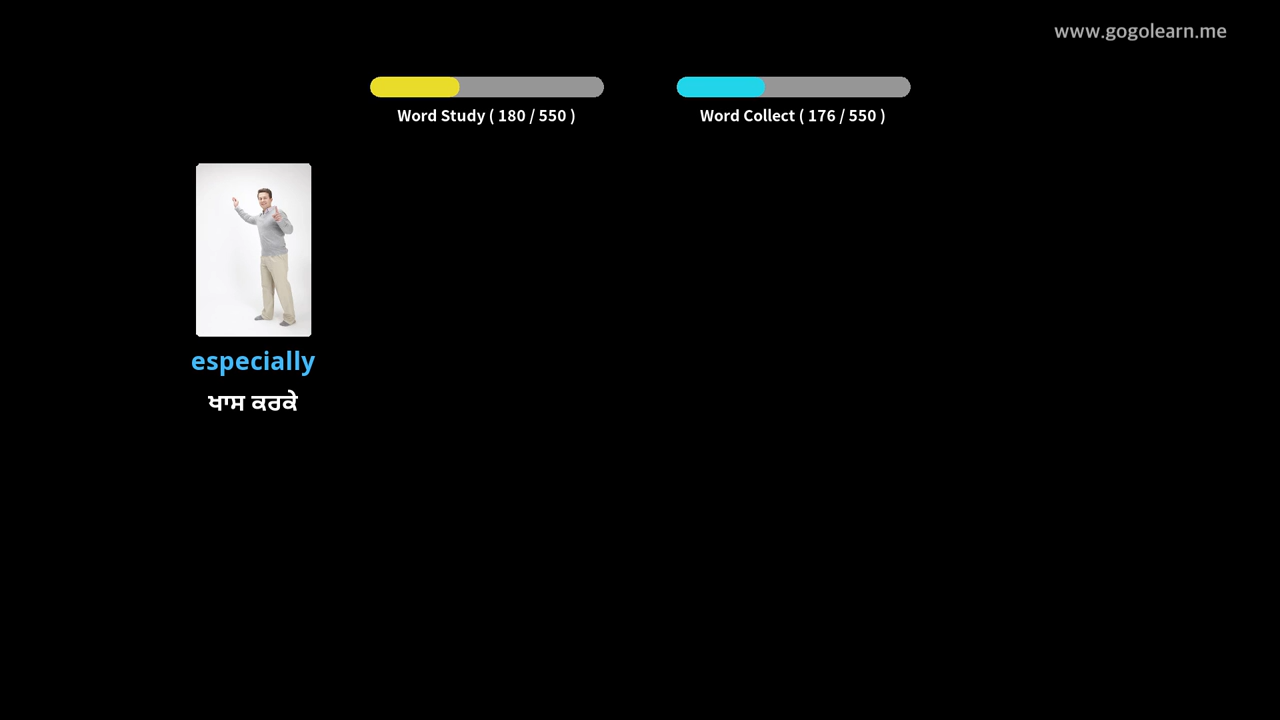 www.gogolearn.me
Word Study ( 180 / 550 )
Word Collect ( 176 / 550 )
especially
ਖਾਸ ਕਰਕੇ